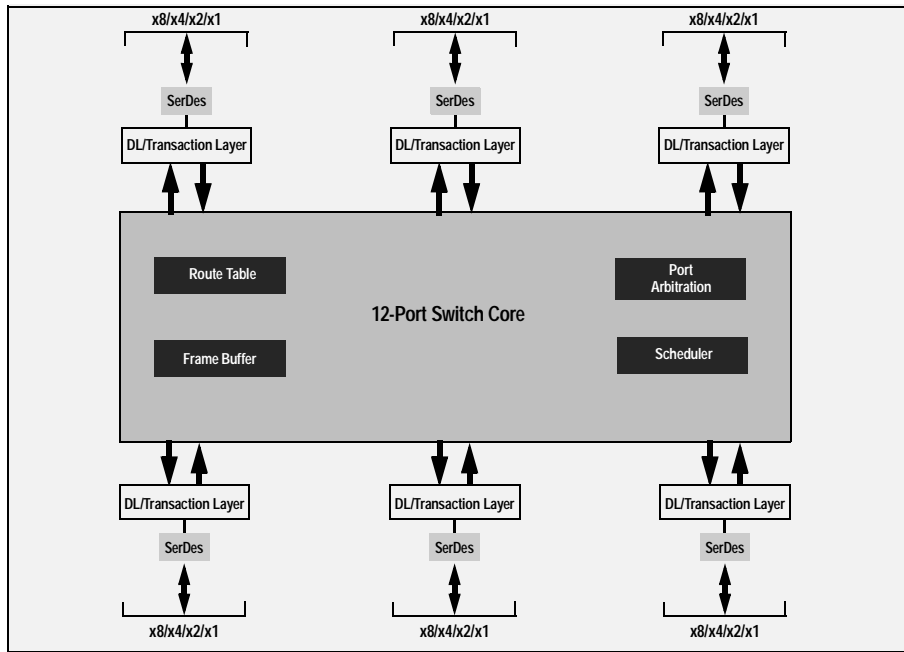 x8/x4/x2/x1 x8/x4/x2/x1 x8/x4/x2/x1
SerDes SerDes SerDes
DL/Transaction Layer DL/Transaction Layer DL/Transaction Layer
Route Table
Port
Arbitration
12-Port Switch Core
Frame Buffer
Scheduler
DL/Transaction Layer DL/Transaction Layer DL/Transaction Layer
SerDes SerDes SerDes
x8/x4/x2/x1 x8/x4/x2/x1 x8/x4/x2/x1